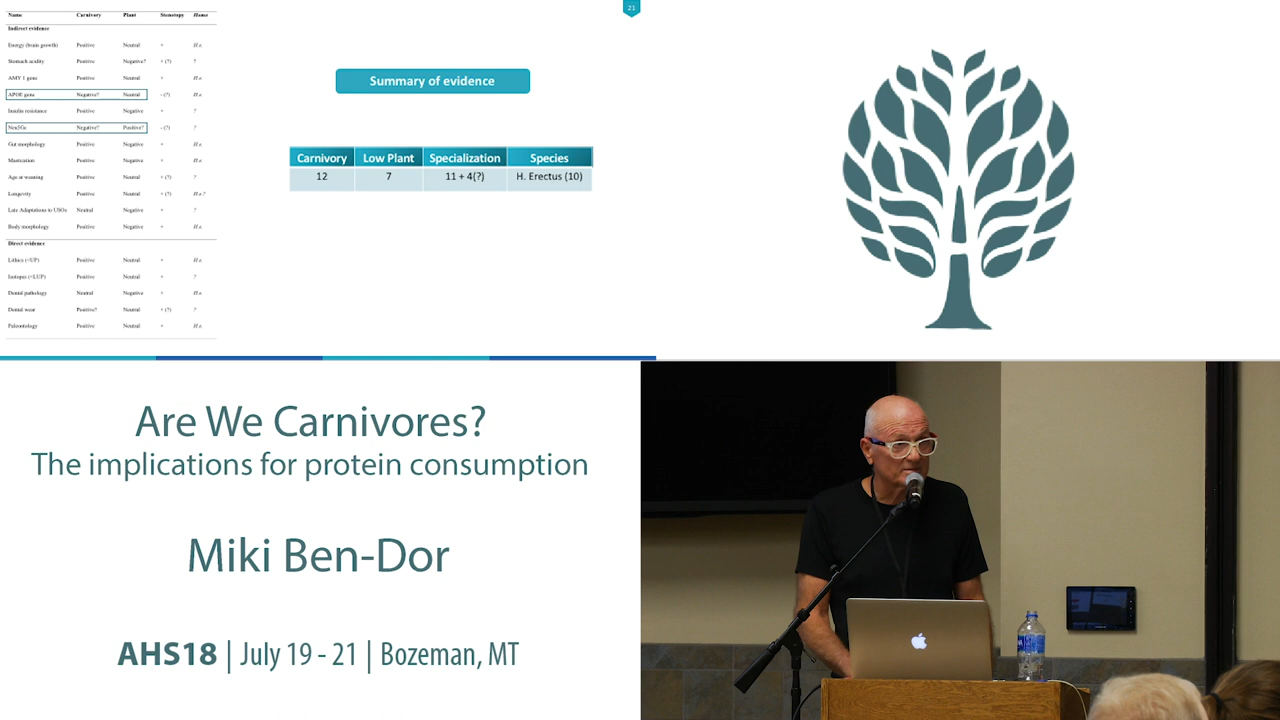 21
Name Carnivory Plant Stenotopy Homo
Indirect evidence
Energy (brain growth) Positive Neutral + H.e.
Stomach acidity Positive Negative? + (?) ?
AMY 1 gene Positive Neutral + H.e.
APOE gene Negative? Neutral - (?) H.e.
Insulin resistance Positive Negative + ?
Neu5Gc Negative? Positive? - (?) ?
Gut morphology Positive Negative + H.e.
Mastication Positive Negative + H.e.
Age at weaning Positive Neutral + (?) ?
Longevity Positive Neutral + (?) H.e.?
Late Adaptations to USOs Neutral Negative + ?
Body morphology Positive Negative + H.e.
Direct evidence
Lithics (<UP) Positive Neutral + H.e.
Isotopes (<LUP) Positive Neutral + ?
Dental pathology Neutral Negative + H.e.
Dental wear Positive? Neutral + (?) ?
Paleontology Positive Neutral + H.e.
Summary of evidence
Carnivory Low Plant Specialization Species
12 7 11 + 4(?) H. Erectus (10)
Are We Carnivores?
The implications for protein consumption
Miki Ben-Dor
AHS18 | July 19 - 21 | Bozeman, MT